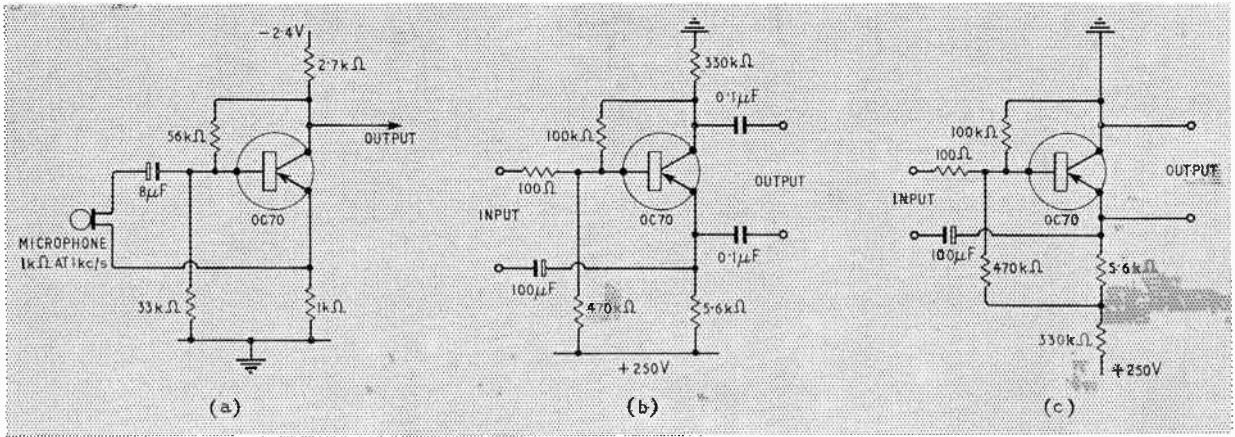 -2·4V
2·7kΩ
56kΩ
OUTPUT
8μF
OC70
MICROPHONE
1kΩ AT 1kc/s
33kΩ
1kΩ
(a)
330kΩ
0·1μF
100kΩ
100Ω
OUTPUT
INPUT
OC70
0·1μF
100μF
470kΩ
5·6kΩ
+250V
(b)
100kΩ
100Ω
OUTPUT
INPUT
OC70
100μF
470kΩ
5·6kΩ
330kΩ
+250V
(c)